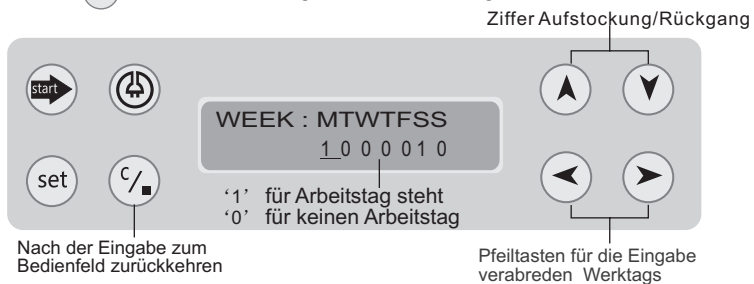 Ziffer Aufstockung/Rückgang
start
WEEK : MTWTFSS
1 0 0 0 0 1 0
set
C/■
‘1’ für Arbeitstag steht
‘0’ für keinen Arbeitstag
Nach der Eingabe zum
Bedienfeld zurückkehren
Pfeiltasten für die Eingabe
verabreden Werktags